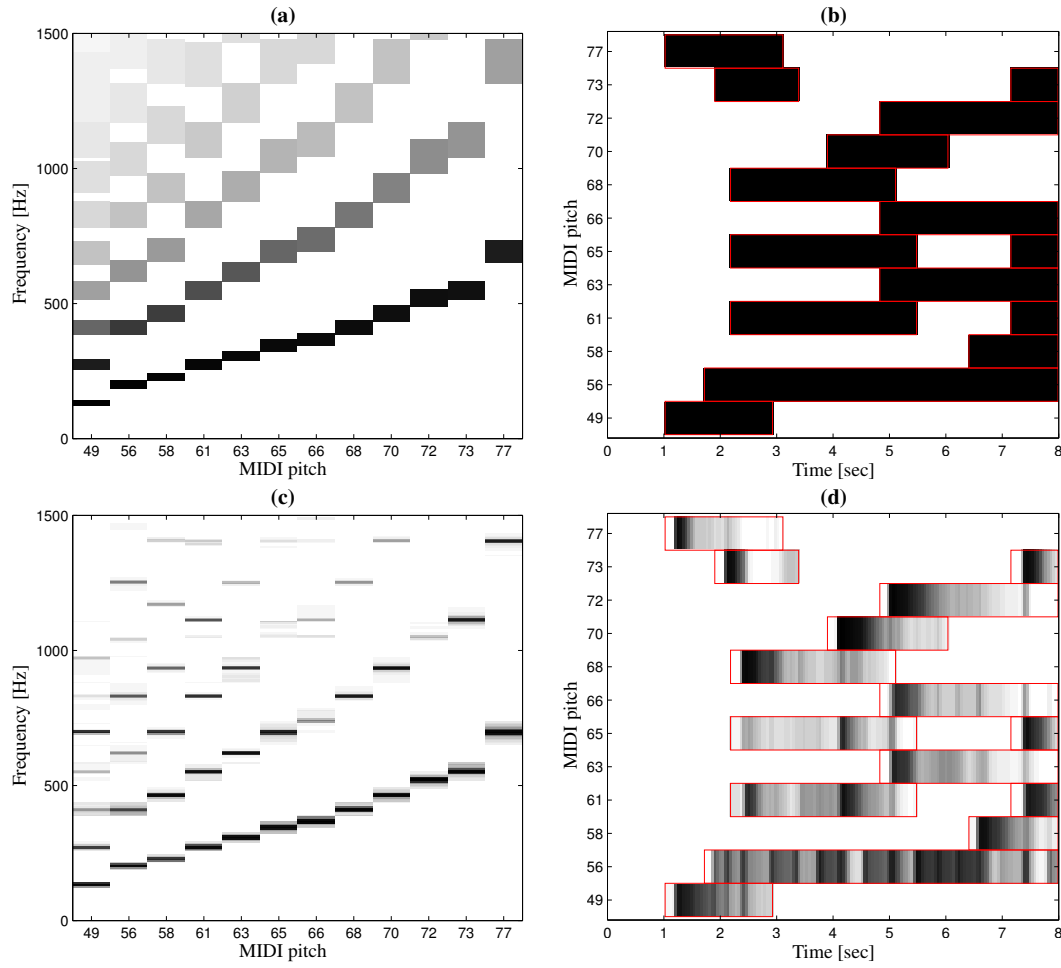 (a)
1500
1000
500
0
Frequency [Hz]
49 56 58 61 63 65 66 68 70 72 73 77
MIDI pitch
(b)
77
73
72
70
68
66
65
63
61
58
56
49
MIDI pitch
0 1 2 3 4 5 6 7 8
Time [sec]
(c)
1500
1000
500
0
Frequency [Hz]
49 56 58 61 63 65 66 68 70 72 73 77
MIDI pitch
(d)
77
73
72
70
68
66
65
63
61
58
56
49
MIDI pitch
0 1 2 3 4 5 6 7 8
Time [sec]